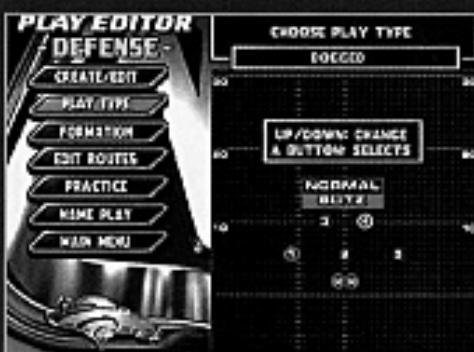 PLAY EDITOR
- DEFENSE -
CREATE/EDIT
PLAY TYPE
FORMATION
EDIT ROUTES
PRACTICE
NAME PLAY
MAIN MENU
CHOOSE PLAY TYPE
UP/DOWN: CHANGE
A BUTTON: SELECTS
NORMAL
BLITZ